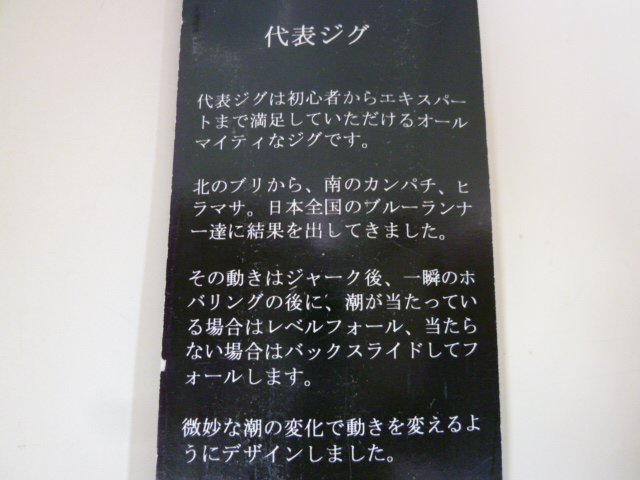 代表ジグ
代表ジグは初心者からエキスパー
トまで満足していただけるオール
マイティなジグです。
北のブリから、南のカンパチ、ヒ
ラマサ。日本全国のブルーランナ
ー達に結果を出してきました。
その動きはジャーク後、一瞬のホ
バリングの後に、潮が当たってい
る場合はレベルフォール、当たら
ない場合はバックスライドしてフ
ォールします。
微妙な潮の変化で動きを変えるよ
うにデザインしました。